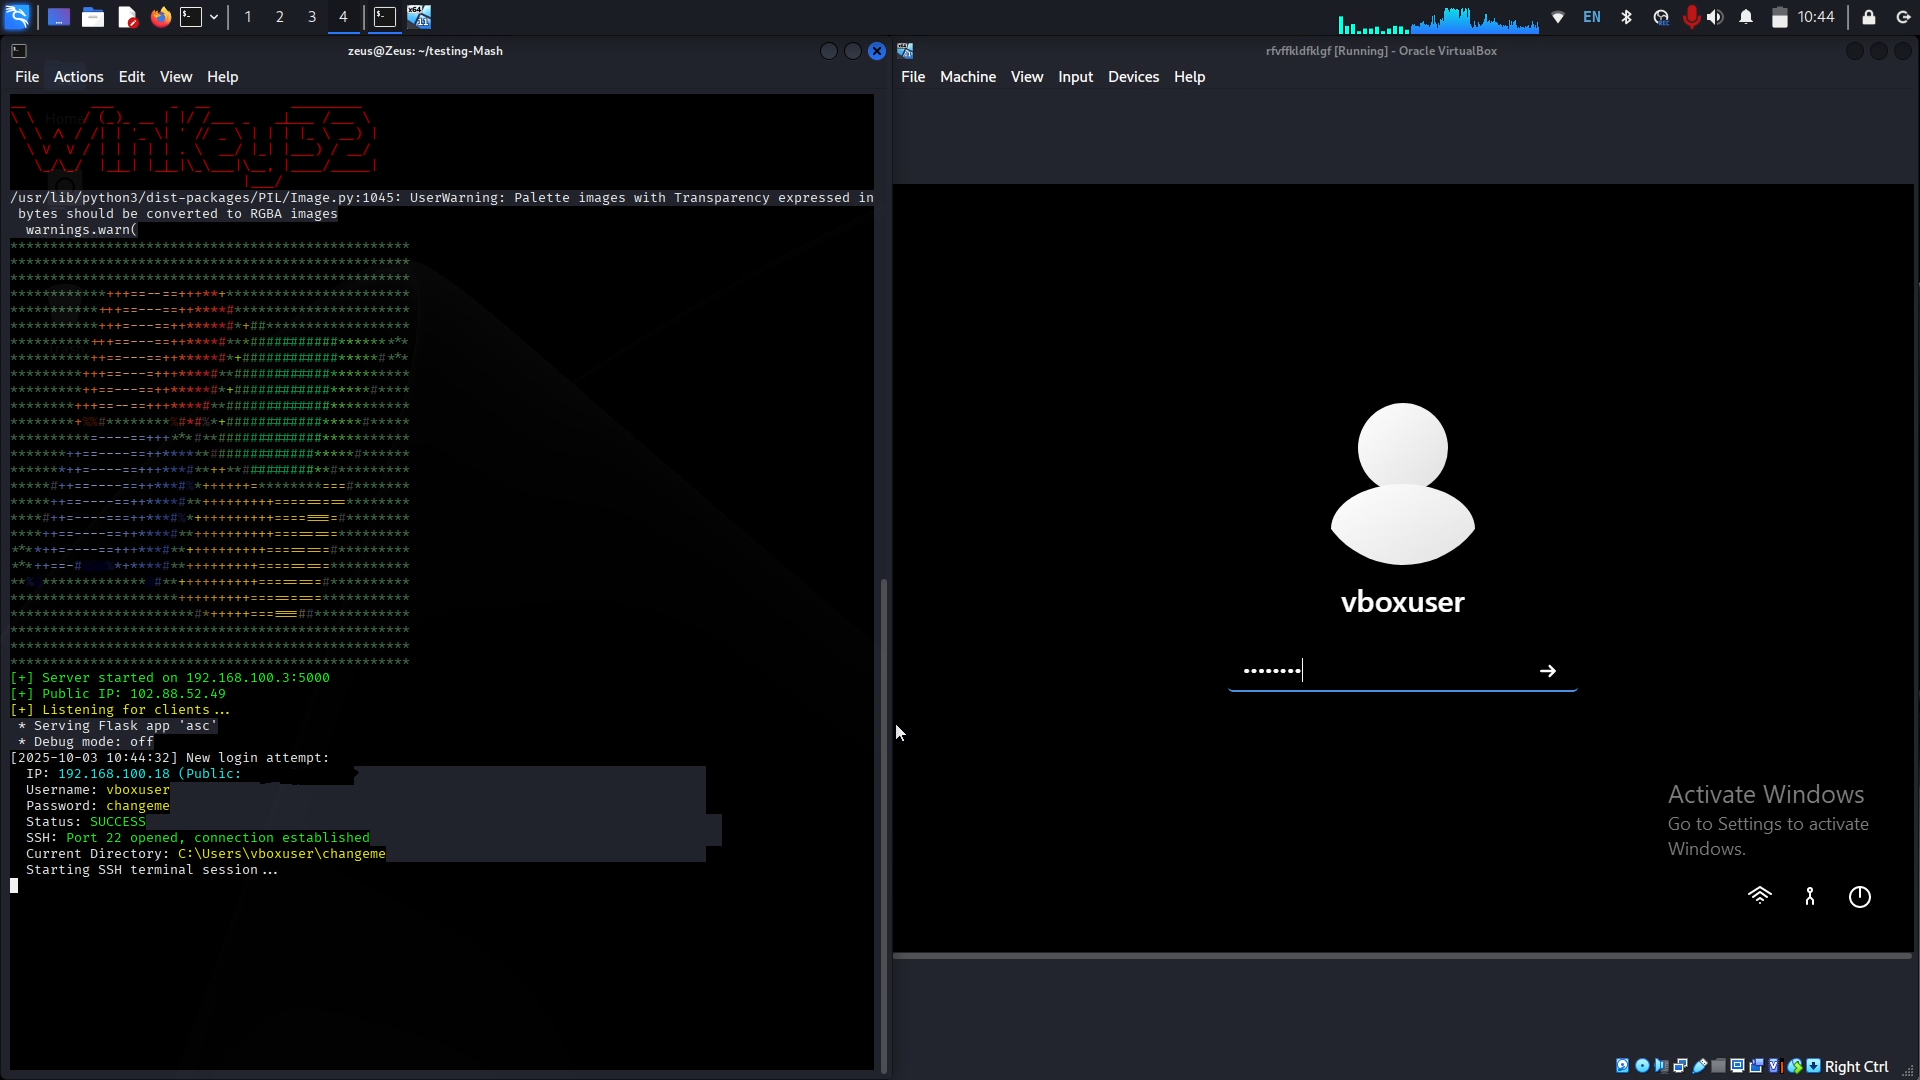 1 2 3 4
EN
10:44
zeus@Zeus: ~/testing-Mash
File Actions Edit View Help
Home
WinKey52
/usr/lib/python3/dist-packages/PIL/Image.py:1045: UserWarning: Palette images with Transparency expressed in
bytes should be converted to RGBA images
warnings.warn(
[+] Server started on 192.168.100.3:5000
[+] Public IP: 102.88.52.49
[+] Listening for clientsâ¦
* Serving Flask app 'asc'
* Debug mode: off
[2025-10-03 10:44:32] New login attempt:
IP: 192.168.100.18 (Public:
Username: vboxuser
Password: changeme
Status: SUCCESS
SSH: Port 22 opened, connection established
Current Directory: C:\Users\vboxuser\changeme
Starting SSH terminal session...
rfvffkldfklgf [Running] - Oracle VirtualBox
File Machine View Input Devices Help
vboxuser
Activate Windows
Go to Settings to activate
Windows.
Right Ctrl